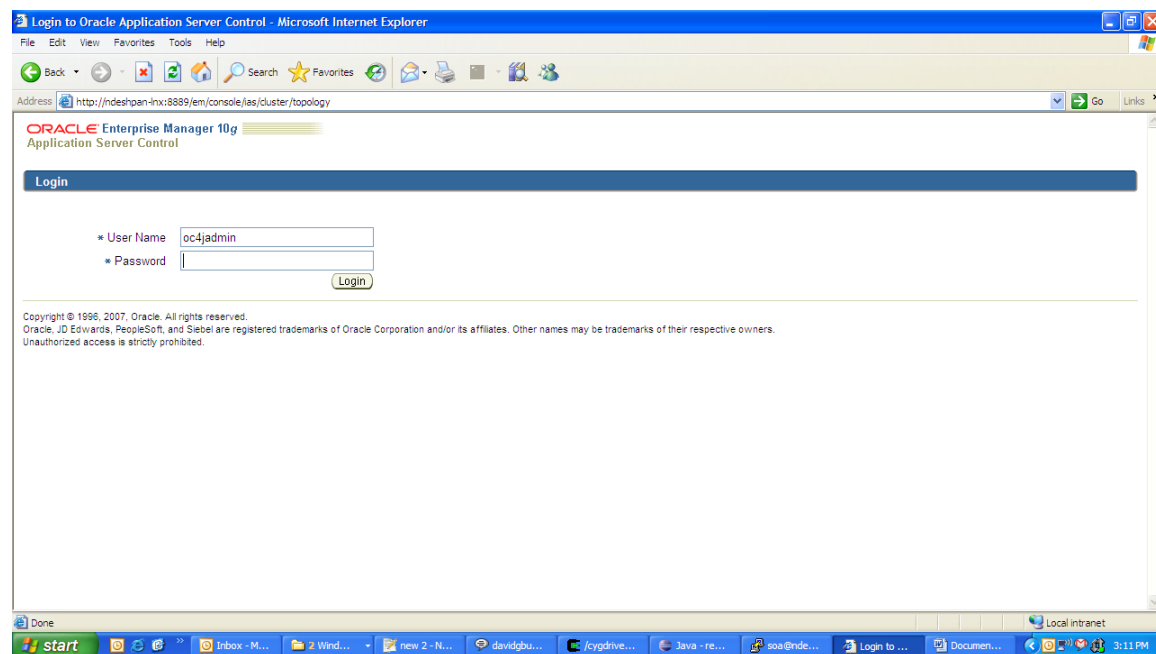 Login to Oracle Application Server Control - Microsoft Internet Explorer
File Edit View Favorites Tools Help
Back Search Favorites
Address http://ndeshpan-lnx:8889/em/console/ias/cluster/topology Go Links
ORACLE Enterprise Manager 10g
Application Server Control
Login
* User Name oc4jadmin
* Password
Login
Copyright © 1996, 2007, Oracle. All rights reserved.
Oracle, JD Edwards, PeopleSoft, and Siebel are registered trademarks of Oracle Corporation and/or its affiliates. Other names may be trademarks of their respective owners.
Unauthorized access is strictly prohibited.
Done Local intranet
start Inbox - M... 2 Wind... new 2 - N... davidgbu... /cygdrive... Java - re... soa@nde... Login to ... Documen... 3:11 PM